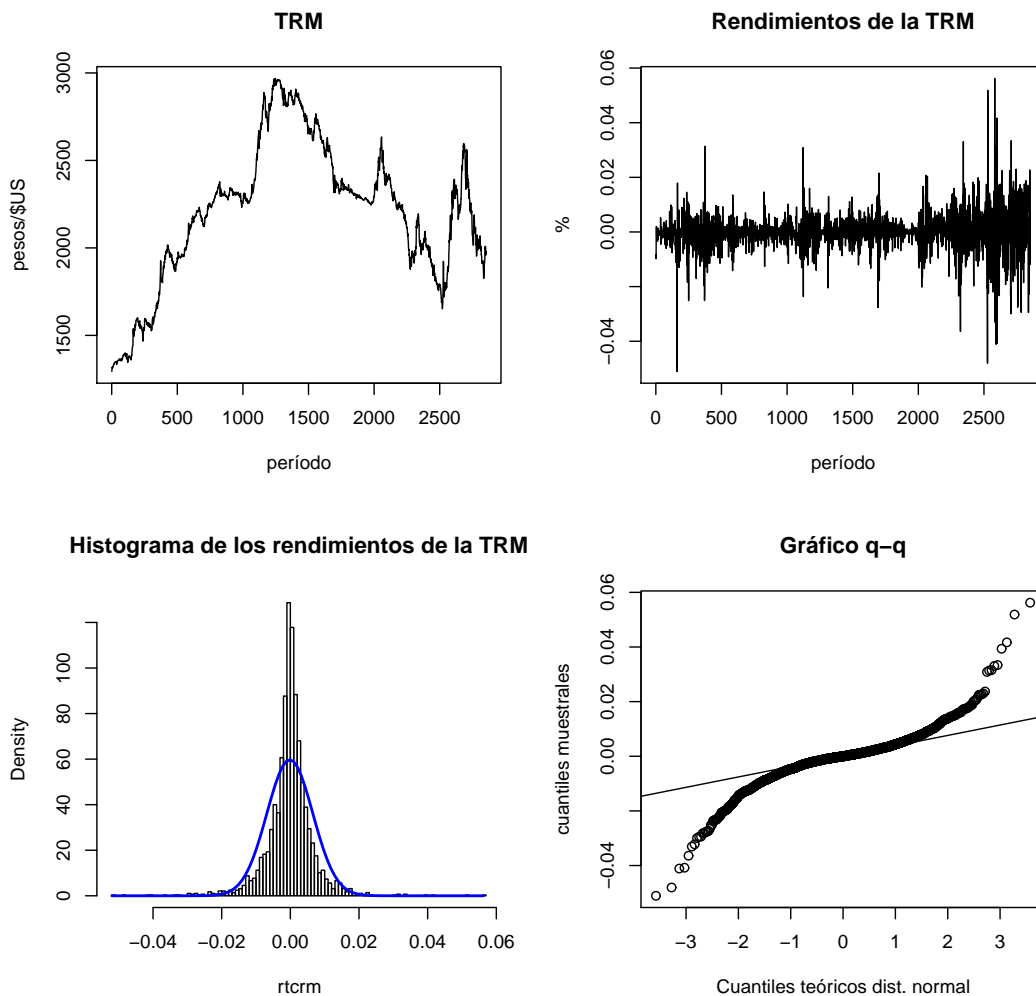 TRM
pesos/$US
3000
2500
2000
1500
0 500 1000 1500 2000 2500
período
Rendimientos de la TRM
%
0.06
0.04
0.02
0.00
−0.04
0 500 1000 1500 2000 2500
período
Histograma de los rendimientos de la TRM
Density
100
80
60
40
20
0
−0.04 −0.02 0.00 0.02 0.04 0.06
rtcrm
Gráfico q−q
cuantiles muestrales
0.06
0.04
0.02
0.00
−0.04
−3 −2 −1 0 1 2 3
Cuantiles teóricos dist. normal